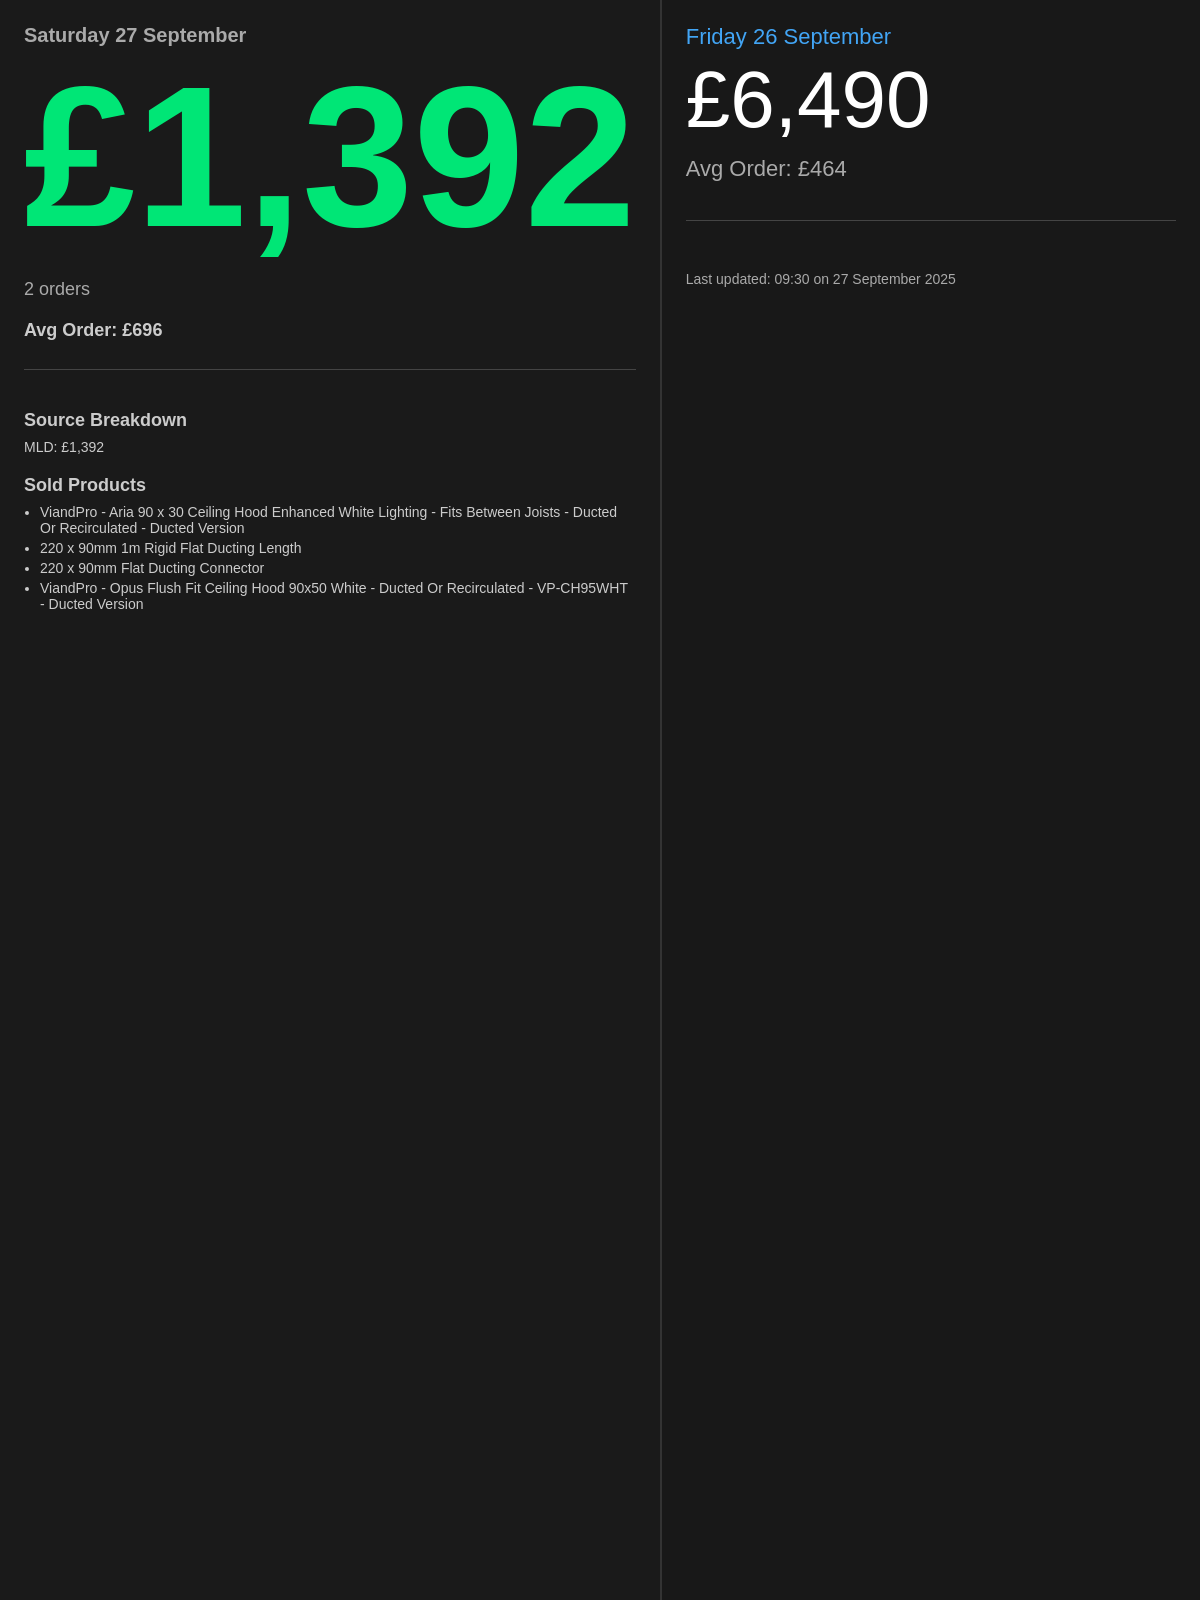 Saturday 27 September
£1,392
2 orders
Avg Order: £696
Source Breakdown
MLD: £1,392
Sold Products
• ViandPro - Aria 90 x 30 Ceiling Hood Enhanced White Lighting - Fits Between Joists - Ducted
Or Recirculated - Ducted Version
• 220 x 90mm 1m Rigid Flat Ducting Length
• 220 x 90mm Flat Ducting Connector
• ViandPro - Opus Flush Fit Ceiling Hood 90x50 White - Ducted Or Recirculated - VP-CH95WHT
- Ducted Version
Friday 26 September
£6,490
Avg Order: £464
Last updated: 09:30 on 27 September 2025